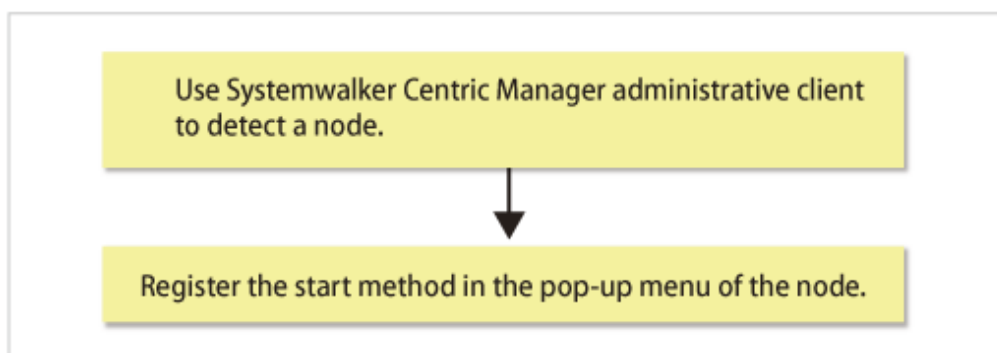 Use Systemwalker Centric Manager administrative client
to detect a node.
Register the start method in the pop-up menu of the node.